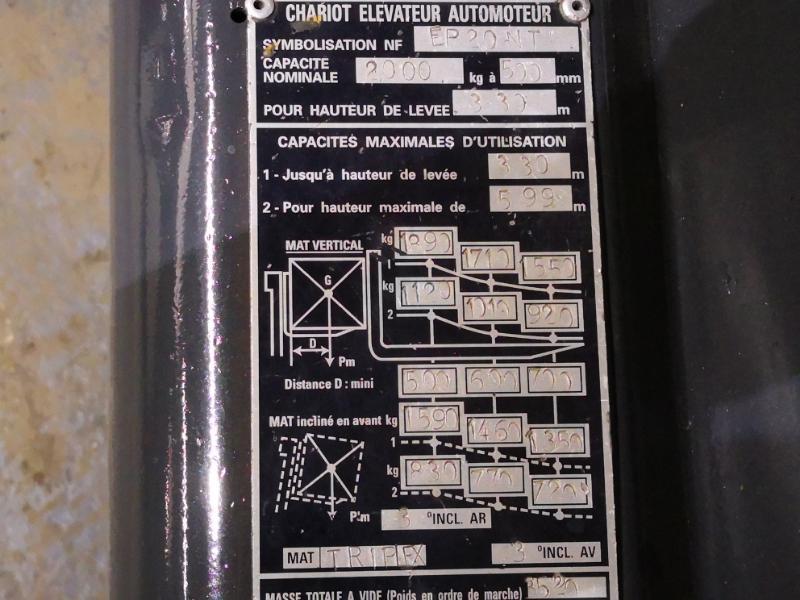 CHARIOT ELEVATEUR AUTOMOTEUR
SYMBOLISATION NF EP20NT
CAPACITE NOMINALE 2000 kg à 500 mm
POUR HAUTEUR DE LEVEE 3.30 m
CAPACITES MAXIMALES D'UTILISATION
1 - Jusqu'à hauteur de levée 3 30 m
2 - Pour hauteur maximale de 5 99 m
MAT VERTICAL
kg 1890 1710 1550
1
kg 1120 1010 920
2
G
D
Pm
Distance D : mini 500 600 700
MAT incliné en avant kg 1590 1460 1350
1
kg 830 770 720
2
P'm
3 °INCL. AR
MAT TRIPLEX 3 °INCL. AV
MASSE TOTALE A VIDE (Poids en ordre de marche)